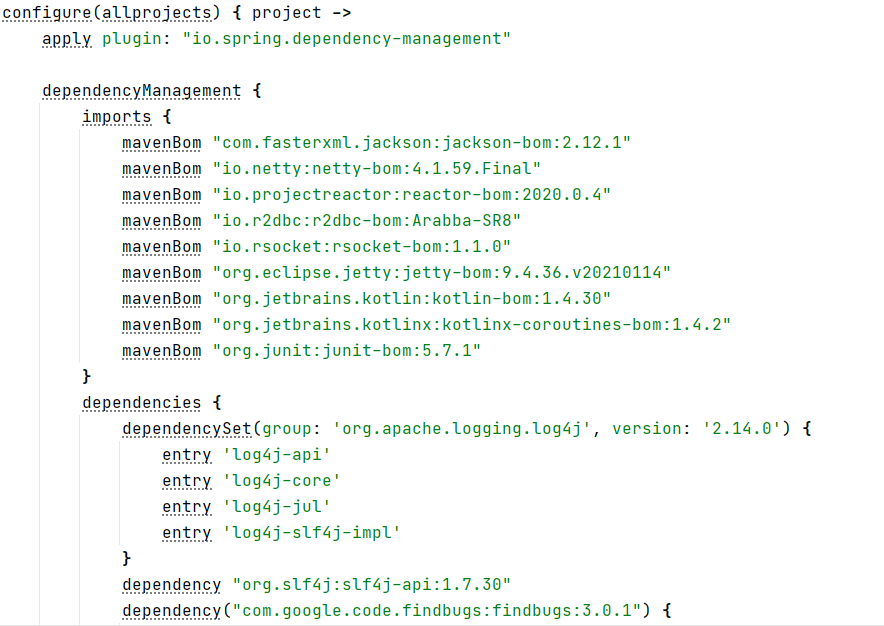 configure(allprojects) { project ->
apply plugin: "io.spring.dependency-management"
dependencyManagement {
imports {
mavenBom "com.fasterxml.jackson:jackson-bom:2.12.1"
mavenBom "io.netty:netty-bom:4.1.59.Final"
mavenBom "io.projectreactor:reactor-bom:2020.0.4"
mavenBom "io.r2dbc:r2dbc-bom:Arabba-SR8"
mavenBom "io.rsocket:rsocket-bom:1.1.0"
mavenBom "org.eclipse.jetty:jetty-bom:9.4.36.v20210114"
mavenBom "org.jetbrains.kotlin:kotlin-bom:1.4.30"
mavenBom "org.jetbrains.kotlinx:kotlinx-coroutines-bom:1.4.2"
mavenBom "org.junit:junit-bom:5.7.1"
}
dependencies {
dependencySet(group: 'org.apache.logging.log4j', version: '2.14.0') {
entry 'log4j-api'
entry 'log4j-core'
entry 'log4j-jul'
entry 'log4j-slf4j-impl'
}
dependency "org.slf4j:slf4j-api:1.7.30"
dependency("com.google.code.findbugs:findbugs:3.0.1") {